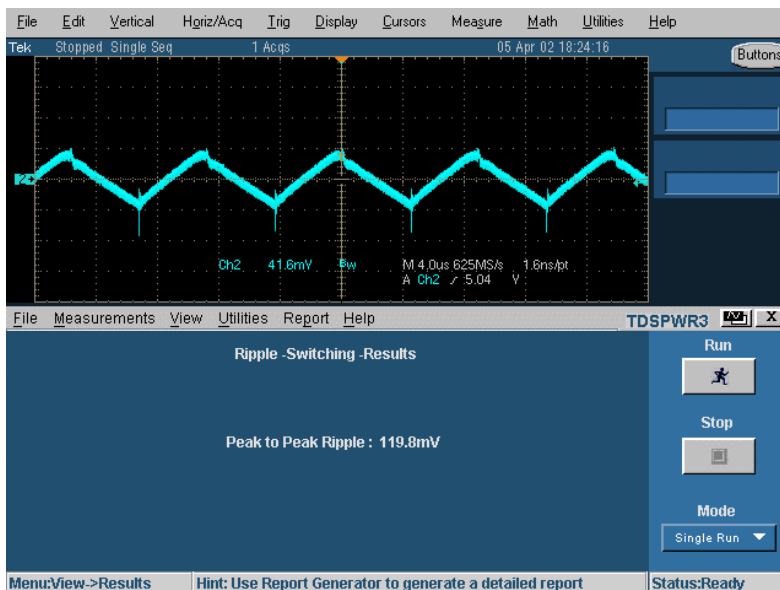 File Edit Vertical Horiz/Acq Trig Display Cursors Measure Math Utilities Help
Tek Stopped Single Seq 1 Acqs 05 Apr 02 18:24:16
Buttons
2
Ch2 41.6mV Bw M 4.0us 625MS/s 1.6ns/pt
A Ch2 ∕ 5.04 V
File Measurements View Utilities Report Help TDSPWR3 X
Ripple -Switching -Results
Run
Peak to Peak Ripple : 119.8mV
Stop
Mode
Single Run
Menu:View->Results Hint: Use Report Generator to generate a detailed report Status:Ready